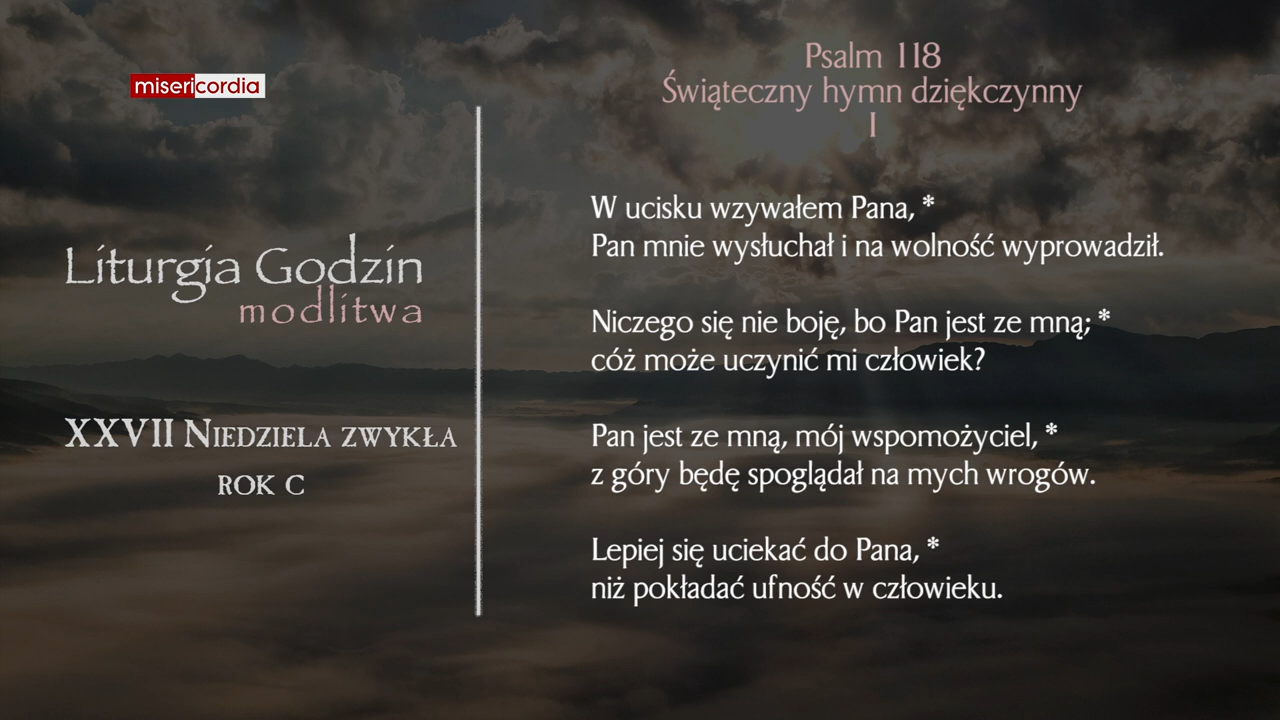 misericordia
Liturgia Godzin
modlitwa
XXVII Niedziela zwykła
rok C
Psalm 118
Świąteczny hymn dziękczynny
I
W ucisku wzywałem Pana, *
Pan mnie wysłuchał i na wolność wyprowadził.
Niczego się nie boję, bo Pan jest ze mną; *
cóż może uczynić mi człowiek?
Pan jest ze mną, mój wspomożyciel, *
z góry będę spoglądał na mych wrogów.
Lepiej się uciekać do Pana, *
niż pokładać ufność w człowieku.